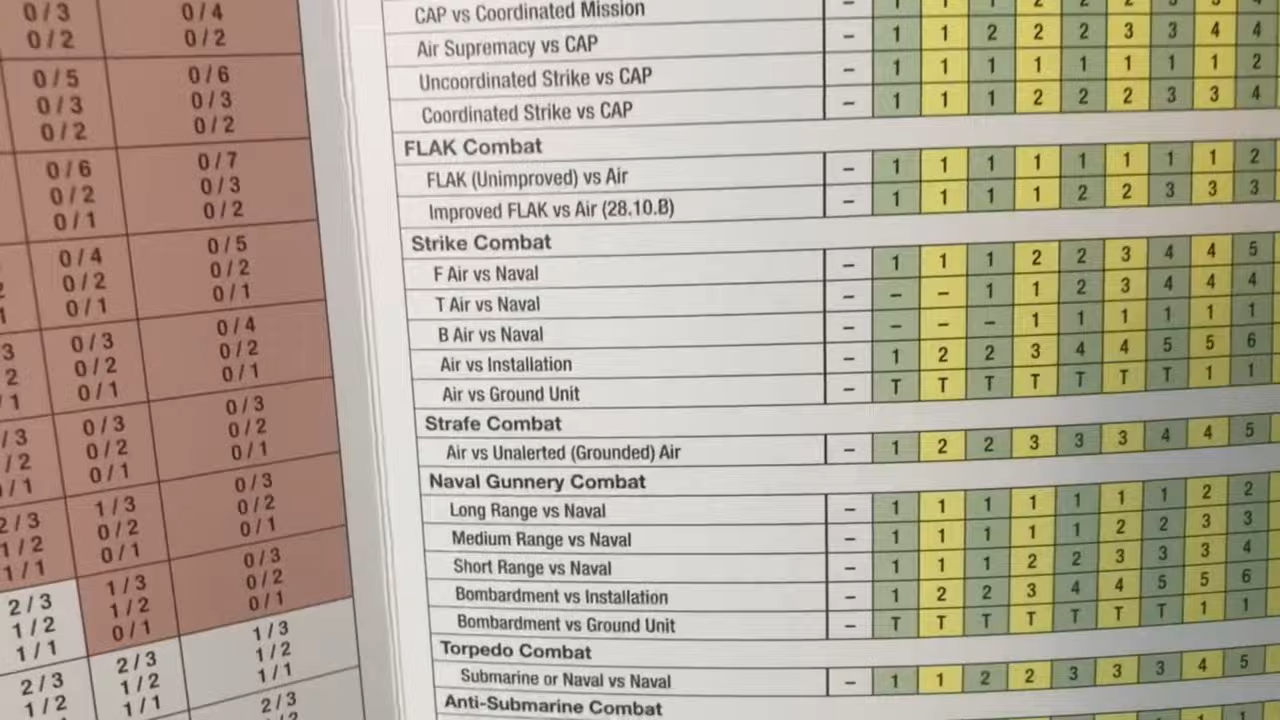 0/3 0/4
0/2 0/2
0/5 0/6
0/3 0/3
0/2 0/2
0/6 0/7
0/2 0/3
0/1 0/2
0/4 0/5
0/2 0/2
0/1 0/1
3 0/3 0/4
2 0/2 0/2
/1 0/1 0/1
/3 0/3 0/3
/2 0/2 0/2
/1 0/1 0/1
2/3 1/3 0/3
1/2 0/2 0/2
1/1 0/1 0/1
2/3 1/3 0/3
1/2 1/2 0/2
1/1 0/1 0/1
2/3 2/3 1/3
1/2 1/2 1/2
1/1 1/1
2/3
CAP vs Coordinated Mission –
Air Supremacy vs CAP – 1 1 2 2 2 3 3 4 4
Uncoordinated Strike vs CAP – 1 1 1 1 1 1 1 1 2
Coordinated Strike vs CAP – 1 1 1 2 2 2 3 3 4
FLAK Combat
FLAK (Unimproved) vs Air – 1 1 1 1 1 1 1 1 2
Improved FLAK vs Air (28.10.B) – 1 1 1 1 2 2 3 3 3
Strike Combat
F Air vs Naval – 1 1 1 2 2 3 4 4 5
T Air vs Naval – – – 1 1 2 3 4 4 4
B Air vs Naval – – – – 1 1 1 1 1 1
Air vs Installation – 1 2 2 3 4 4 5 5 6
Air vs Ground Unit – T T T T T T T 1 1
Strafe Combat
Air vs Unalerted (Grounded) Air – 1 2 2 3 3 3 4 4 5
Naval Gunnery Combat
Long Range vs Naval – 1 1 1 1 1 1 1 2 2
Medium Range vs Naval – 1 1 1 1 1 2 2 3 3
Short Range vs Naval – 1 1 1 2 2 3 3 3 4
Bombardment vs Installation – 1 2 2 3 4 4 5 5 6
Bombardment vs Ground Unit – T T T T T T T 1 1
Torpedo Combat
Submarine or Naval vs Naval – 1 1 2 2 3 3 3 4 5
Anti-Submarine Combat